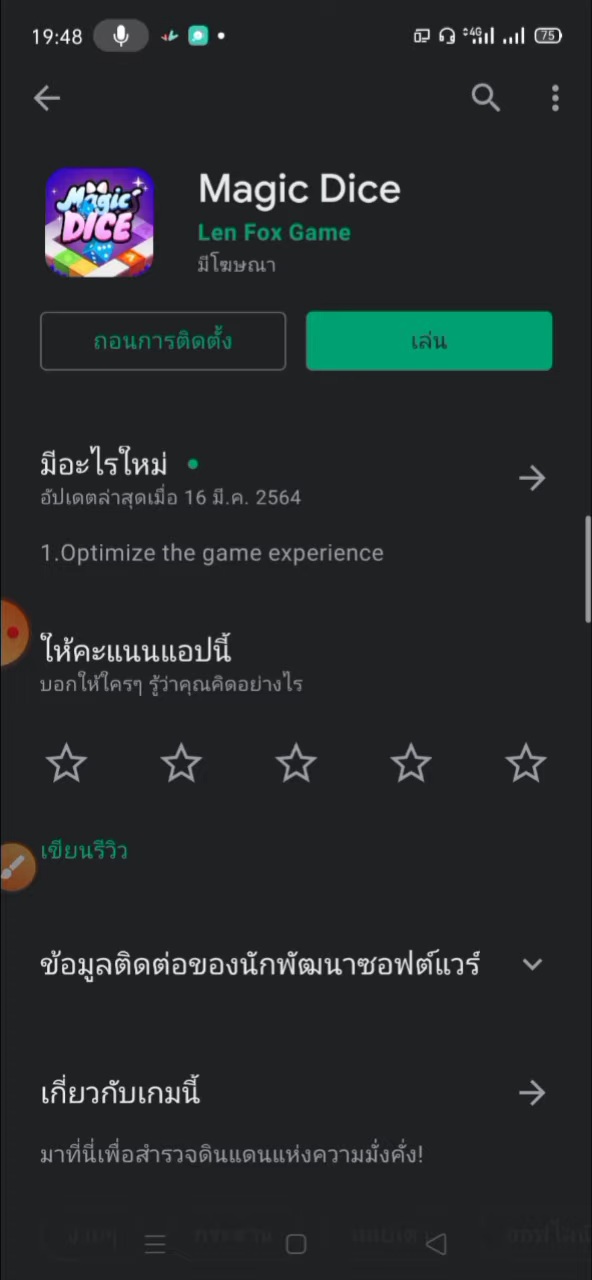 19:48
4G
75
Magic
DICE
Magic Dice
Len Fox Game
มีโฆษณา
ถอนการติดตั้ง
เล่น
มีอะไรใหม่
อัปเดตล่าสุดเมื่อ 16 มี.ค. 2564
1.Optimize the game experience
ให้คะแนนแอปนี้
บอกให้ใครๆ รู้ว่าคุณคิดอย่างไร
เขียนรีวิว
ข้อมูลติดต่อของนักพัฒนาซอฟต์แวร์
เกี่ยวกับเกมนี้
มาที่นี่เพื่อสำรวจดินแดนแห่งความมั่งคั่ง!